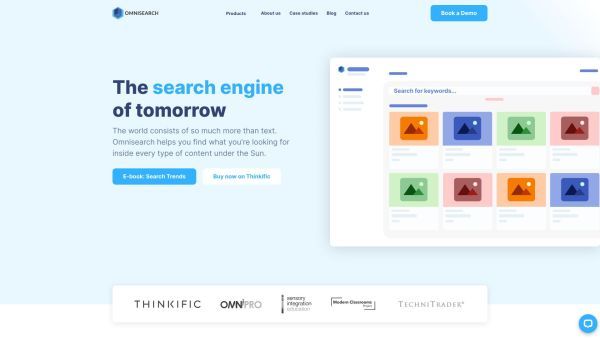 OMNISEARCH
Products
About us
Case studies
Blog
Contact us
Book a Demo
The search engine
of tomorrow
The world consists of so much more than text.
Omnisearch helps you find what you're looking for
inside every type of content under the Sun.
E-book: Search Trends
Buy now on Thinkific
Search for keywords...
THINKIFIC
OMNIPRO
sensory
integration
education
Modern Classrooms
Project
TECHNITRADER®